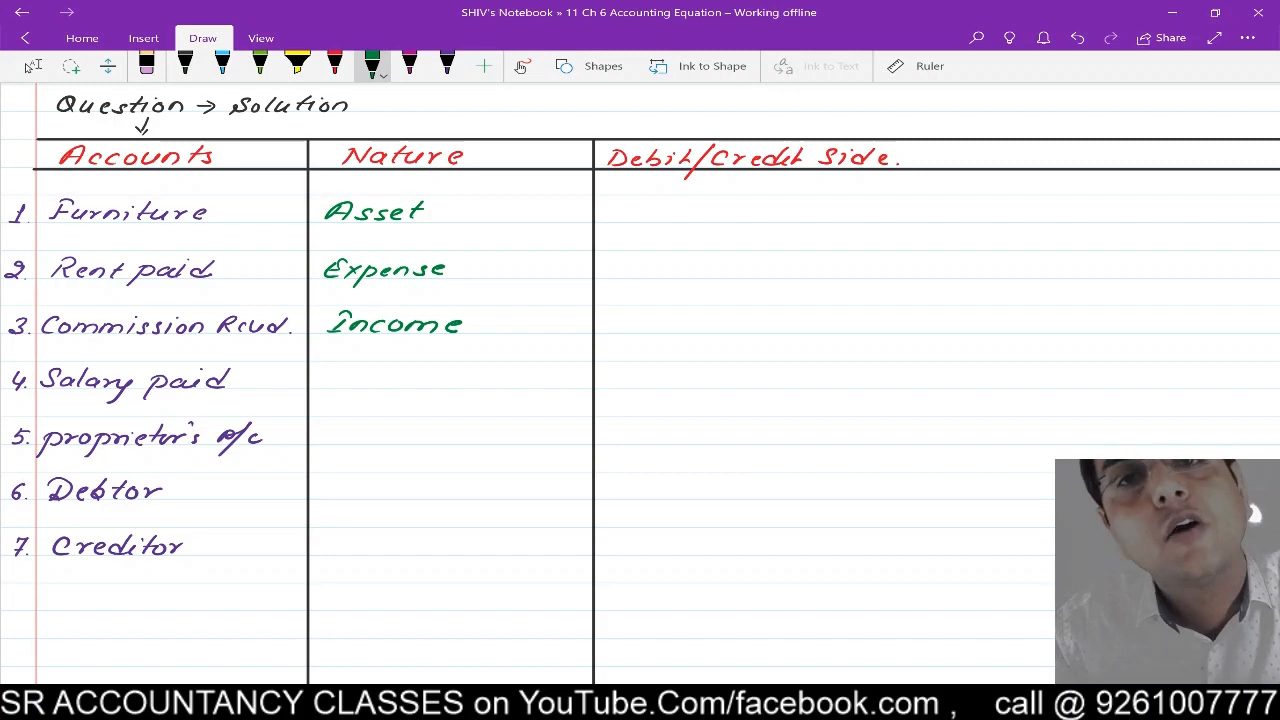 SHIV's Notebook » 11 Ch 6 Accounting Equation – Working offline
Home Insert Draw View Share
Shapes Ink to Shape Ink to Text Ruler
Question → Solution
Accounts Nature Debit/Credit Side.
1. Furniture Asset
2. Rent paid Expense
3. Commission Rcvd. Income
4. Salary paid
5. proprietor's A/c
6. Debtor
7. Creditor
SR ACCOUNTANCY CLASSES on YouTube.Com/facebook.com , call @ 9261007777